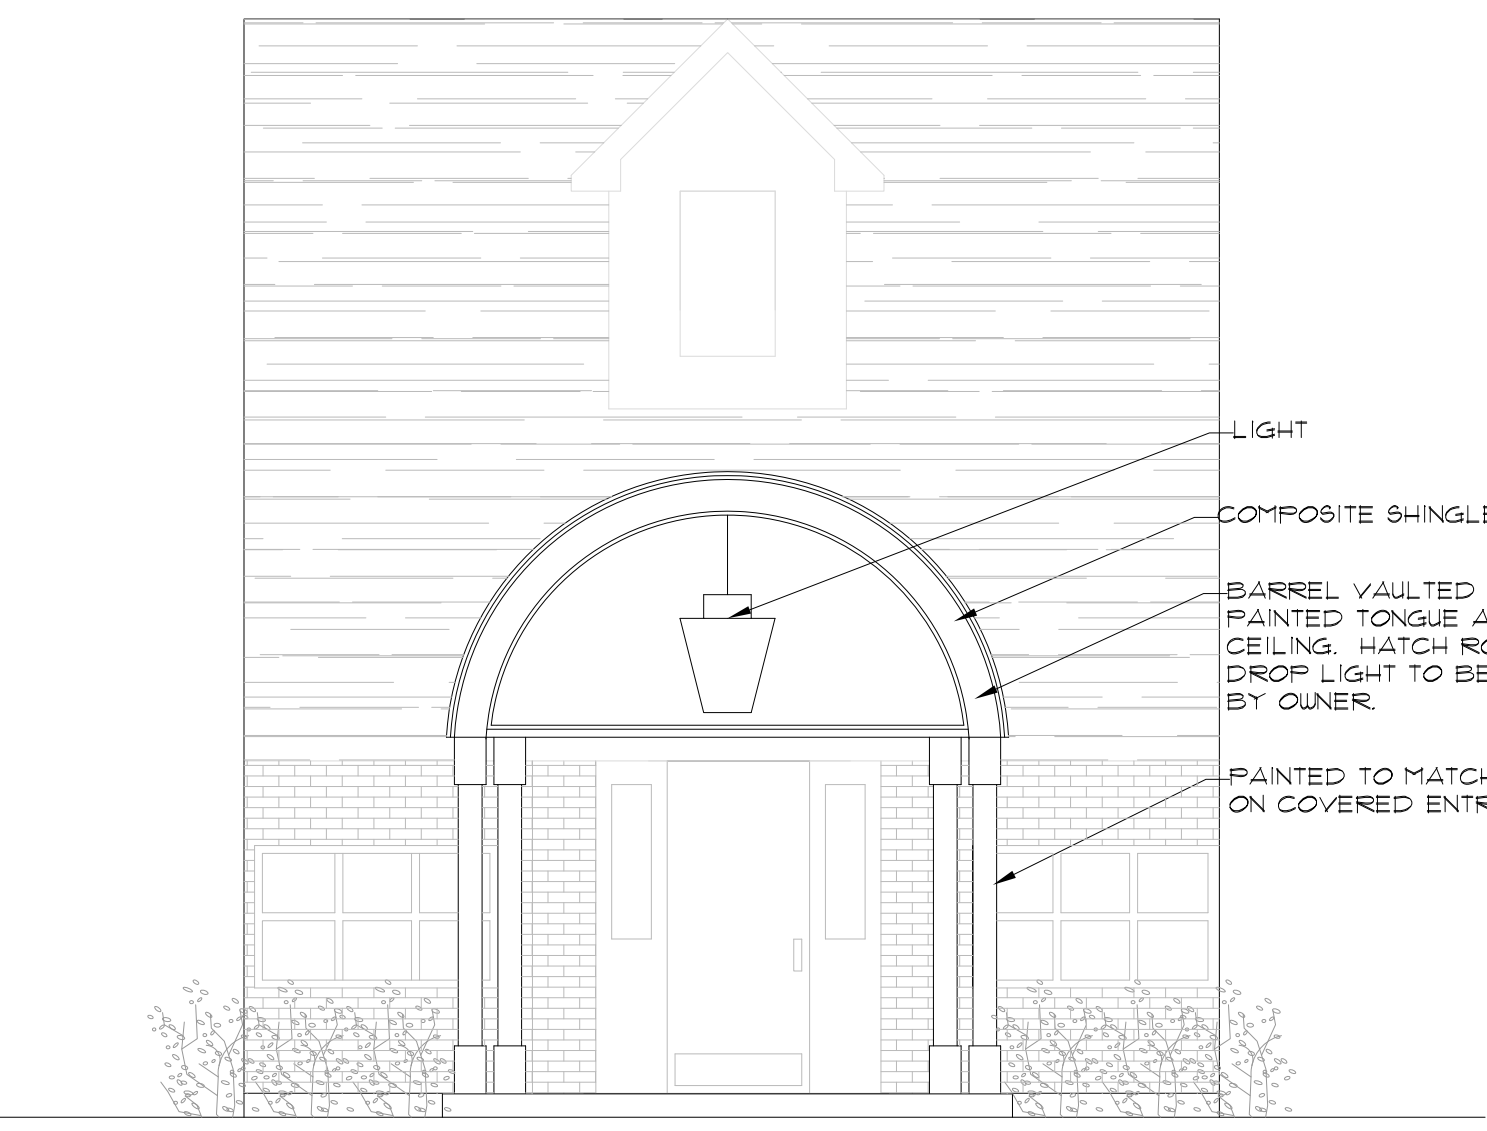 LIGHT
COMPOSITE SHINGLE
BARREL VAULTED
PAINTED TONGUE A
CEILING. HATCH RO
DROP LIGHT TO BE
BY OWNER.
PAINTED TO MATCH
ON COVERED ENTR